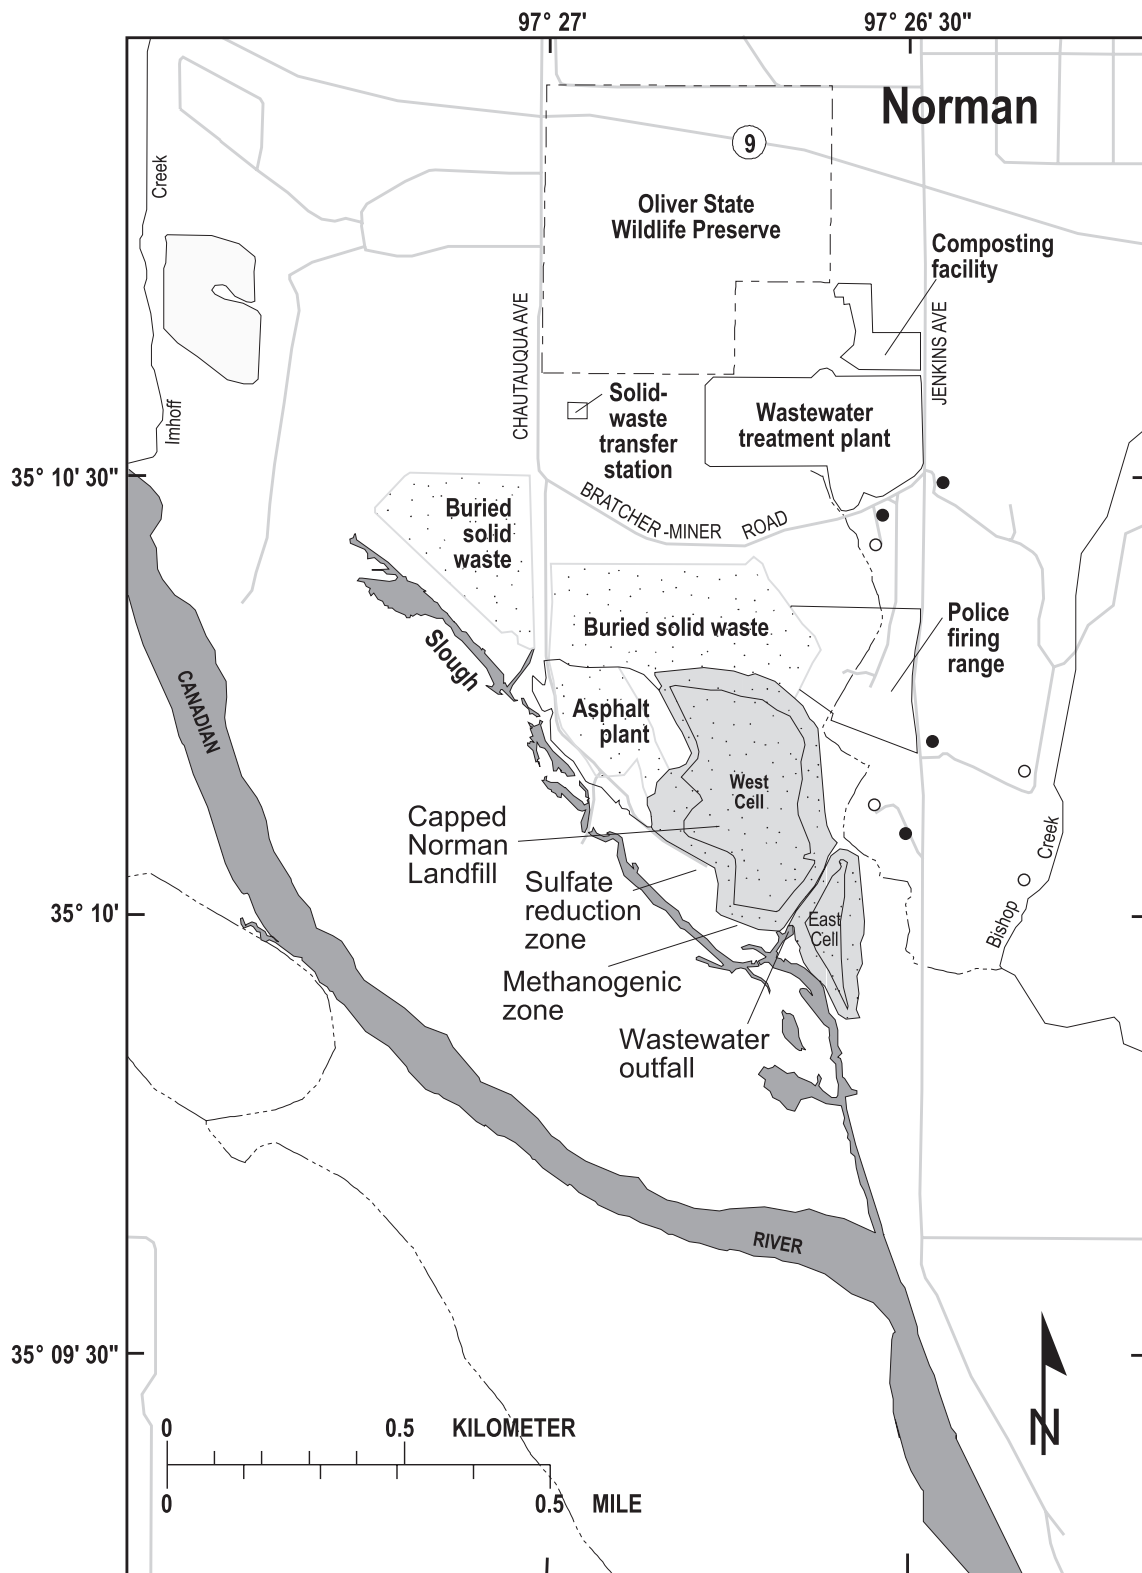 97° 27'
97° 26' 30"
Norman
9
Creek
Oliver State
Wildlife Preserve
Composting
facility
CHAUTAUQUA AVE
JENKINS AVE
Imhoff
Solid-
waste
transfer
station
Wastewater
treatment plant
35° 10' 30"
BRATCHER-MINER ROAD
Buried
solid
waste
Buried solid waste
Police
firing
range
Slough
CANADIAN
Asphalt
plant
West
Cell
Capped
Norman
Landfill
Creek
Sulfate
reduction
zone
35° 10'
East
Cell
Bishop
Methanogenic
zone
Wastewater
outfall
RIVER
35° 09' 30"
0 0.5 KILOMETER
0 0.5 MILE
N